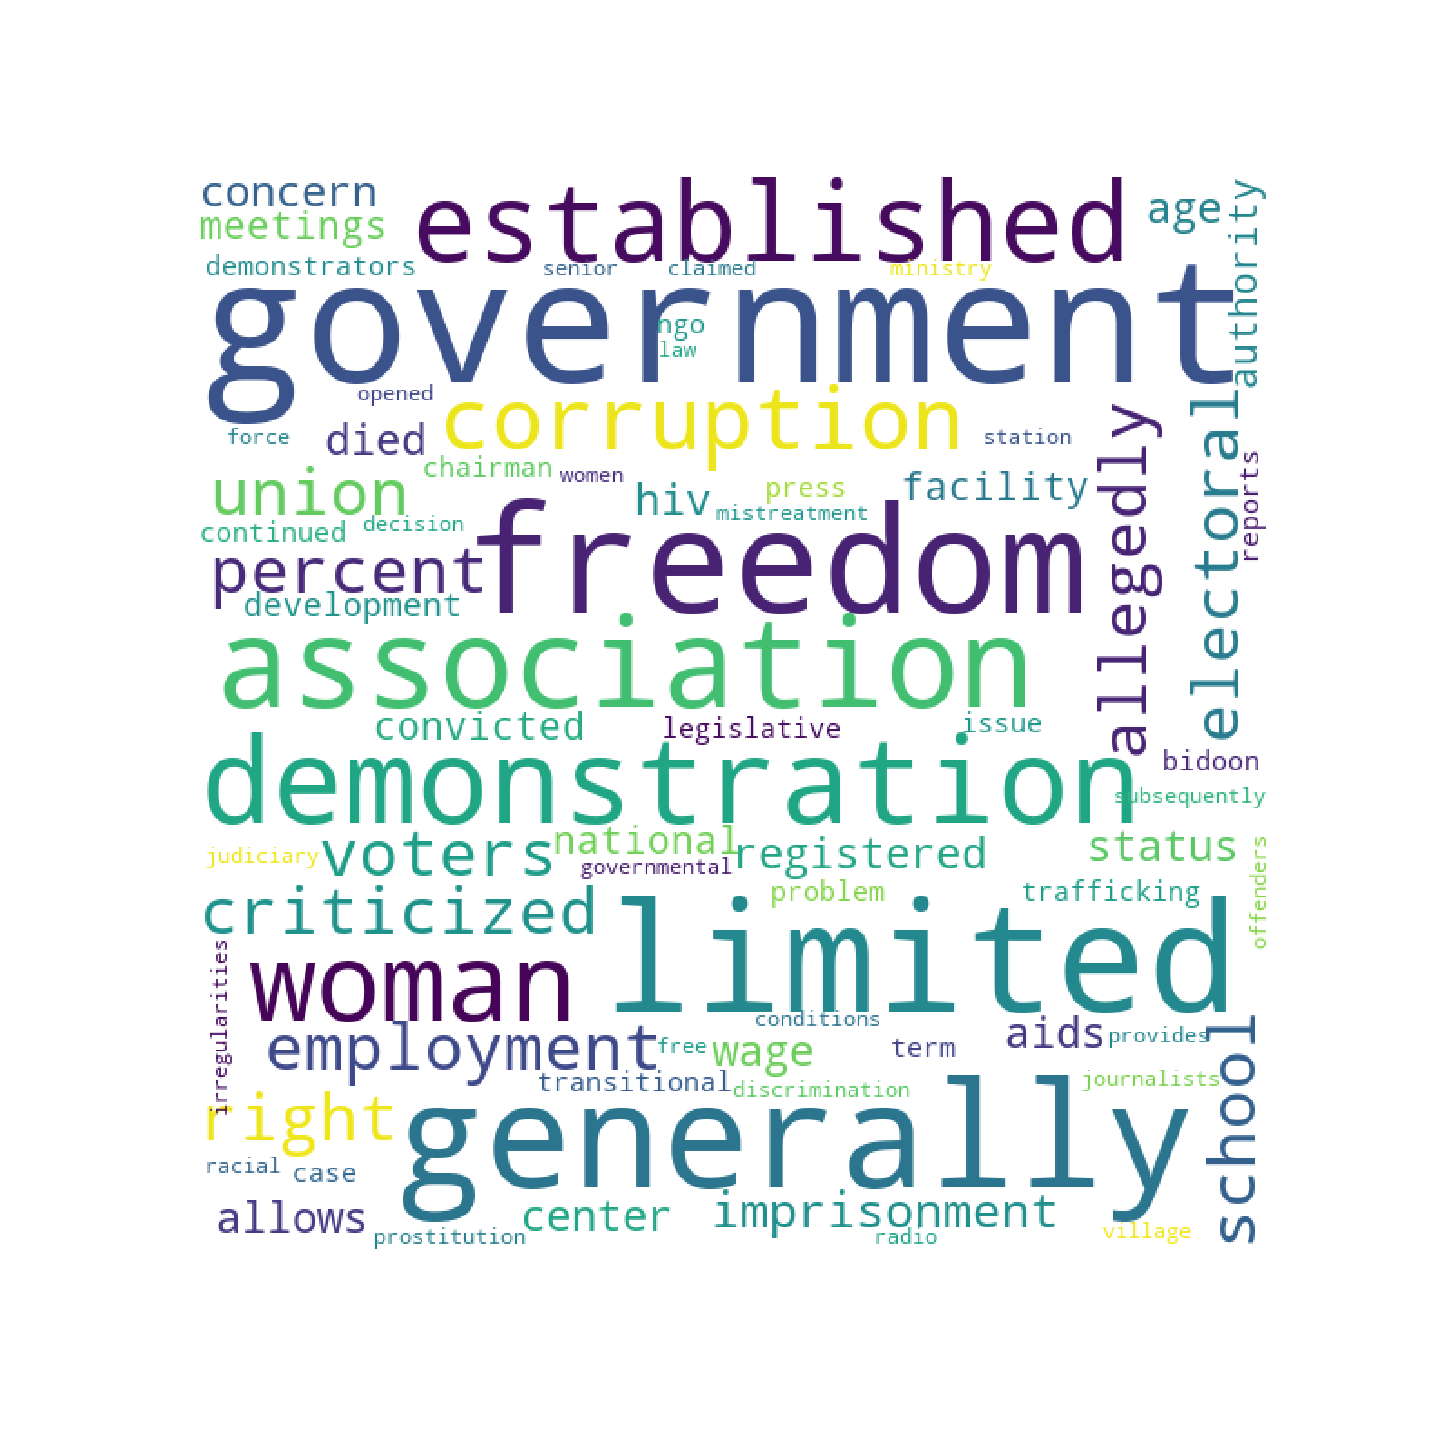 concern
established
age
authority
meetings
demonstrators
senior
claimed
ministry
government
ngo
law
opened
corruption
electoral
allegedly
force
died
station
chairman
women
reports
union
hiv
press
facility
mistreatment
continued
decision
freedom
percent
development
association
convicted
legislative
issue
demonstration
bidoon
subsequently
judiciary
voters
national
governmental
registered
status
offenders
problem
trafficking
criticized
limited
irregularities
woman
conditions
employment
free
wage
term
aids
provides
school
transitional
discrimination
journalists
right
generally
racial
case
allows
center
imprisonment
prostitution
radio
village